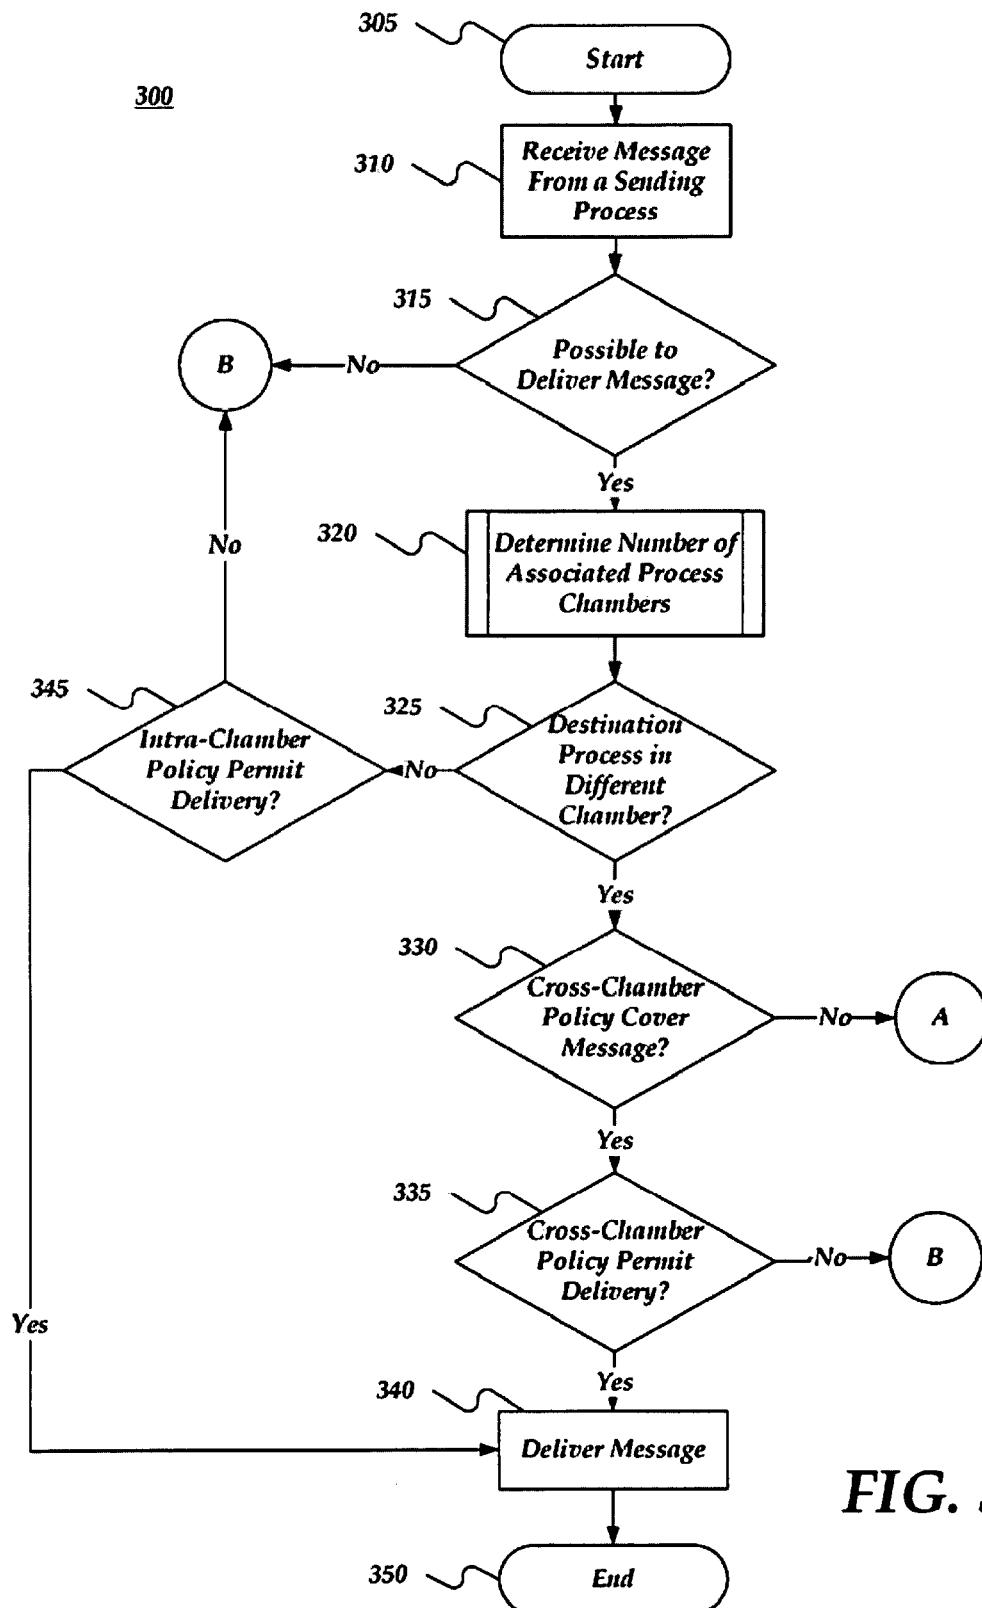 305
Start
300
310
Receive Message
From a Sending
Process
315
Possible to
Deliver Message?
B
No
Yes
320
Determine Number of
Associated Process
Chambers
No
345
Intra-Chamber
Policy Permit
Delivery?
No
325
Destination
Process in
Different
Chamber?
Yes
330
Cross-Chamber
Policy Cover
Message?
No
A
Yes
335
Cross-Chamber
Policy Permit
Delivery?
No
B
Yes
Yes
340
Deliver Message
FIG.
350
End